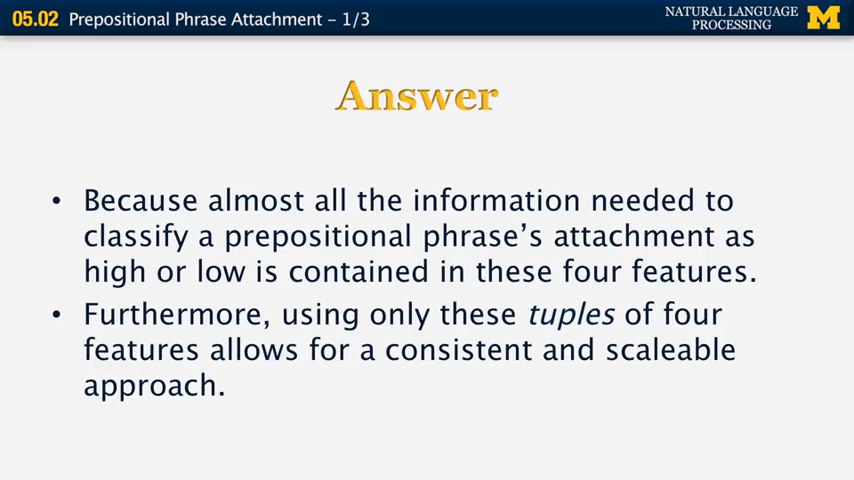 05.02 Prepositional Phrase Attachment – 1/3
NATURAL LANGUAGE
PROCESSING
M
Answer
• Because almost all the information needed to
classify a prepositional phrase’s attachment as
high or low is contained in these four features.
• Furthermore, using only these tuples of four
features allows for a consistent and scaleable
approach.